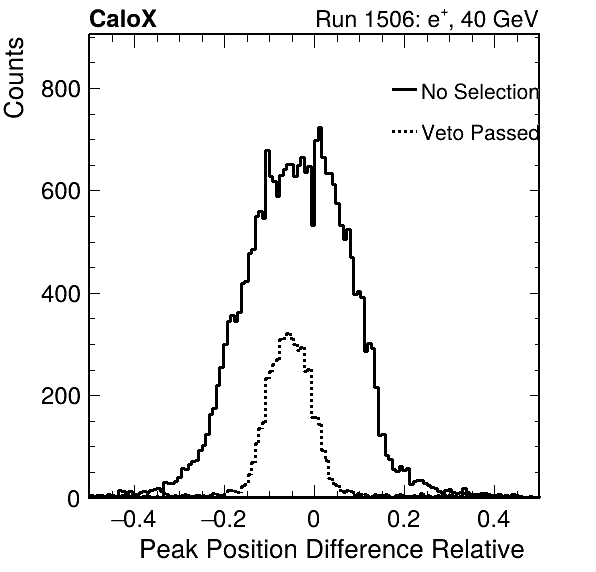 CaloX Run 1506: e⁺, 40 GeV
Counts
No Selection
Veto Passed
800
600
400
200
0
−0.4 −0.2 0 0.2 0.4
Peak Position Difference Relative